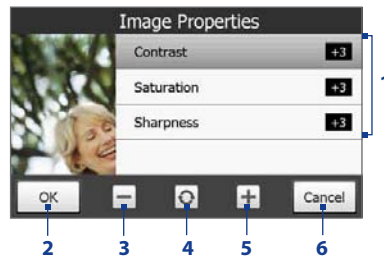 Image Properties
Contrast +3
Saturation +3
Sharpness +3
1
OK − + Cancel
2 3 4 5 6